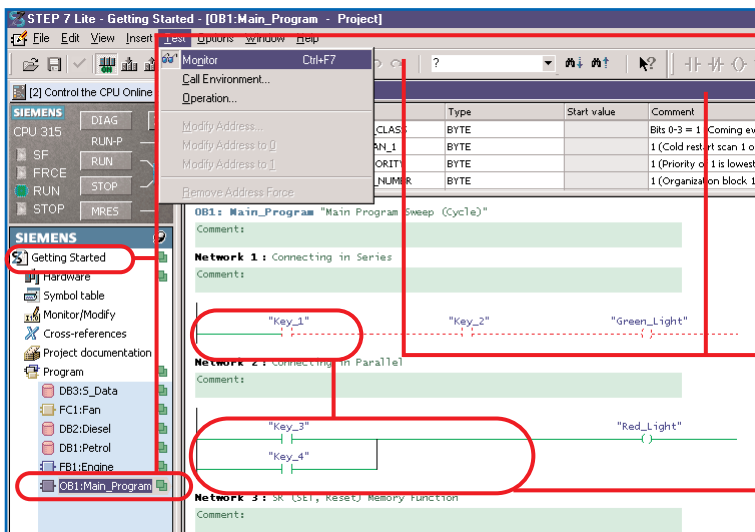 STEP 7 Lite - Getting Started - [OB1:Main_Program - Project]
File Edit View Insert Test Options Window Help
?
Monitor Ctrl+F7
Call Environment...
Operation...
Modify Address...
Modify Address to 0
Modify Address to 1
Remove Address Force
[2] Control the CPU Online
SIEMENS
CPU 315
DIAG
RUN-P
SF
RUN
FRCE
RUN
STOP
STOP
MRES
Type Start value Comment
_CLASS BYTE Bits 0-3 = 1 (Coming ev
AN_1 BYTE 1 (Cold restart scan 1 o
ORITY BYTE 1 (Priority of 1 is lowest
_NUMBR BYTE 1 (Organization block 1
SIEMENS
Getting Started
Hardware
Symbol table
Monitor/Modify
Cross-references
Project documentation
Program
DB3:S_Data
FC1:Fan
DB2:Diesel
DB1:Petrol
FB1:Engine
OB1:Main_Program
OB1: Main_Program "Main Program Sweep (Cycle)"
Comment:
Network 1 : Connecting in Series
Comment:
"Key_1" "Key_2" "Green_Light"
Network 2 : Connecting in Parallel
Comment:
"Key_3" "Red_Light"
"Key_4"
Network 3 : SR (SET, Reset) Memory Function
Comment: